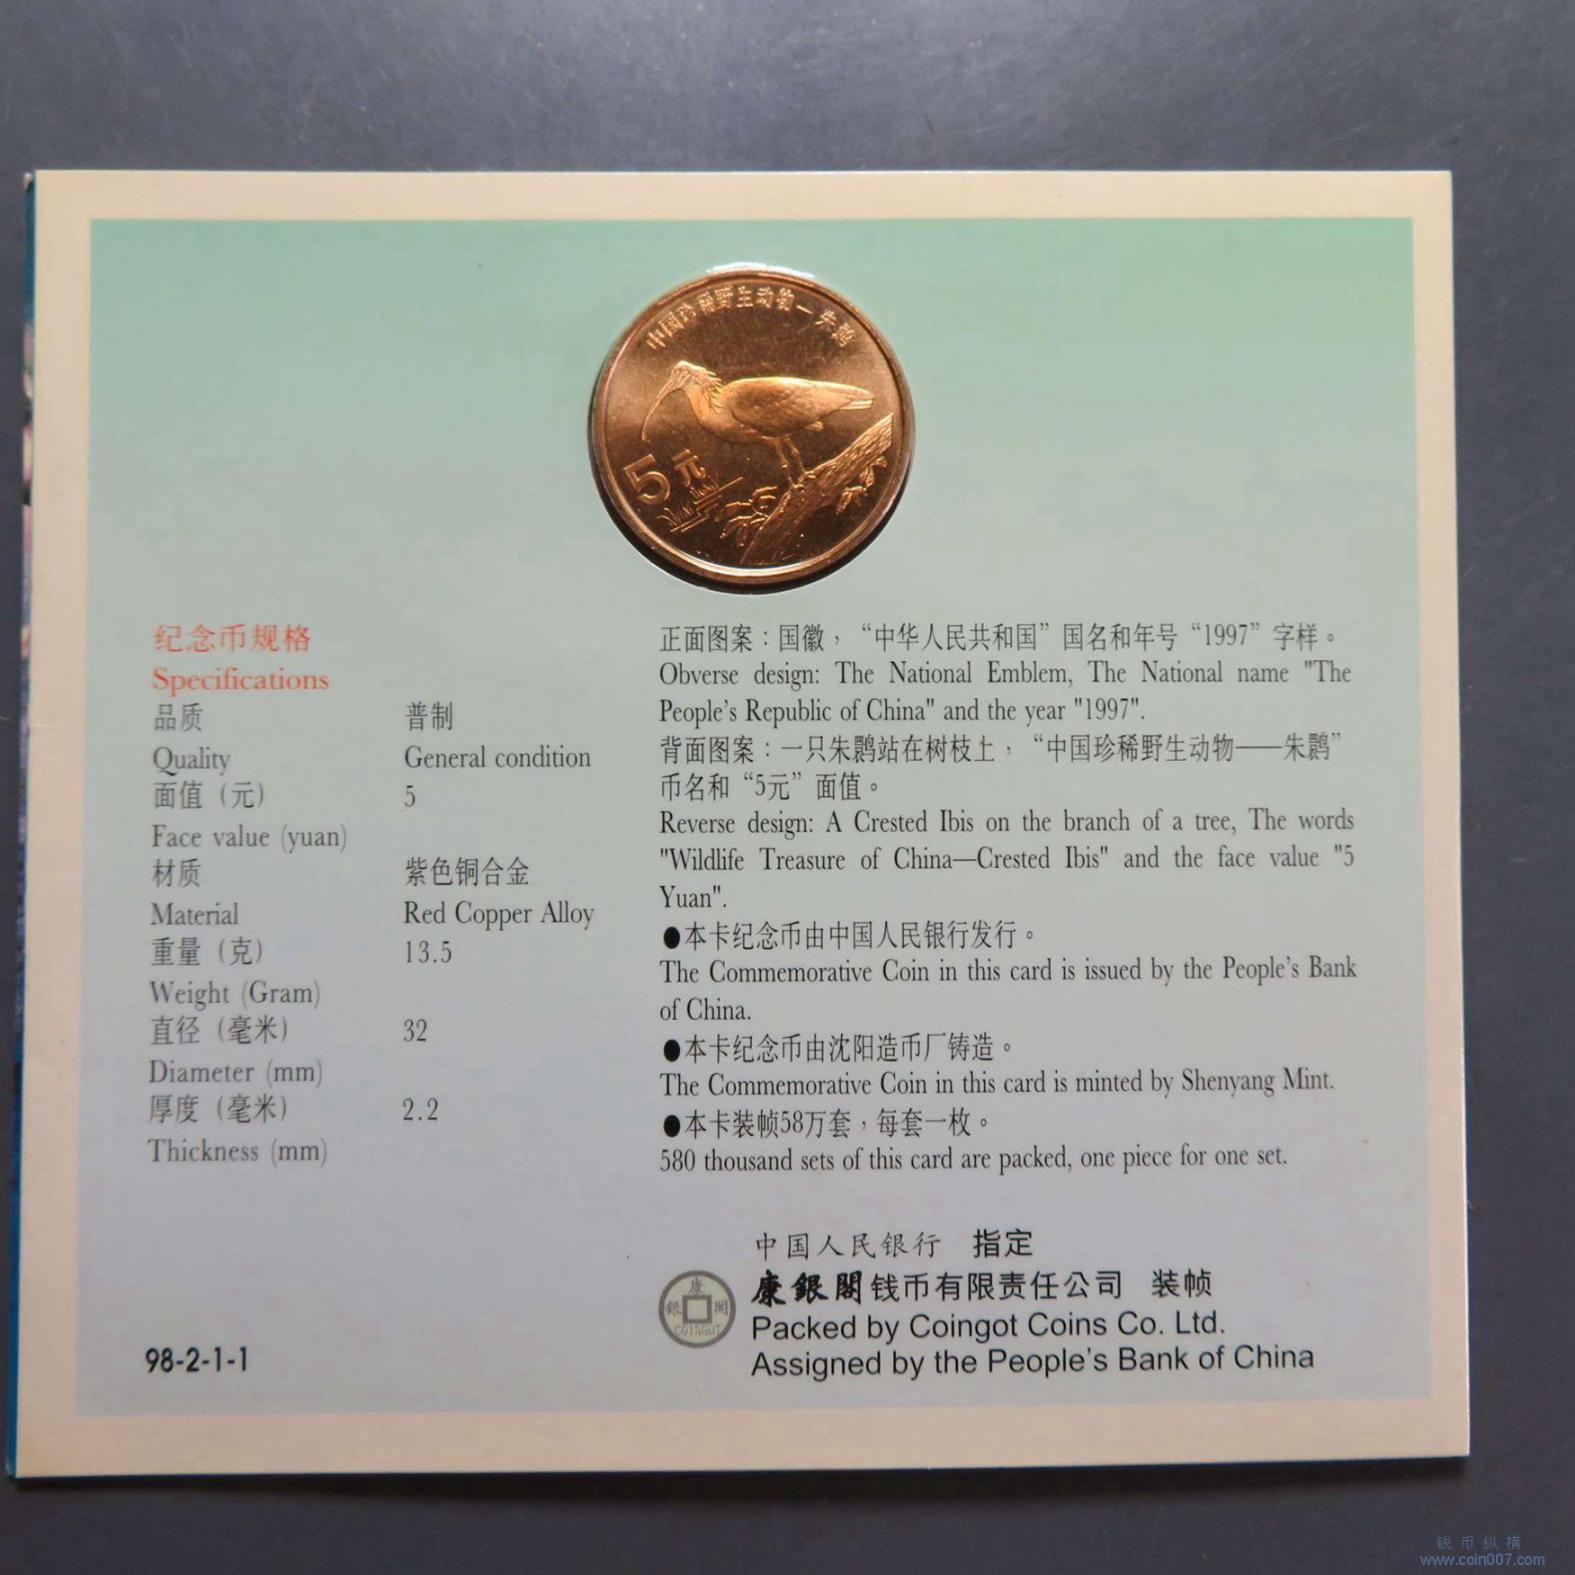 中国珍稀野生动物—朱鹮
5元
纪念币规格
Specifications
品质 普制
Quality General condition
面值（元） 5
Face value (yuan)
材质 紫色铜合金
Material Red Copper Alloy
重量（克） 13.5
Weight (Gram)
直径（毫米） 32
Diameter (mm)
厚度（毫米） 2.2
Thickness (mm)
正面图案：国徽，“中华人民共和国”国名和年号“1997”字样。
Obverse design: The National Emblem, The National name "The
People's Republic of China" and the year "1997".
背面图案：一只朱鹮站在树枝上，“中国珍稀野生动物——朱鹮”
币名和“5元”面值。
Reverse design: A Crested Ibis on the branch of a tree, The words
"Wildlife Treasure of China—Crested Ibis" and the face value "5
Yuan".
●本卡纪念币由中国人民银行发行。
The Commemorative Coin in this card is issued by the People's Bank
of China.
●本卡纪念币由沈阳造币厂铸造。
The Commemorative Coin in this card is minted by Shenyang Mint.
●本卡装帧58万套，每套一枚。
580 thousand sets of this card are packed, one piece for one set.
中国人民银行 指定
康銀閣钱币有限责任公司 装帧
Packed by Coingot Coins Co. Ltd.
Assigned by the People's Bank of China
康
銀 閣
COINGOT
98-2-1-1
钱币纵横
www.coin007.com